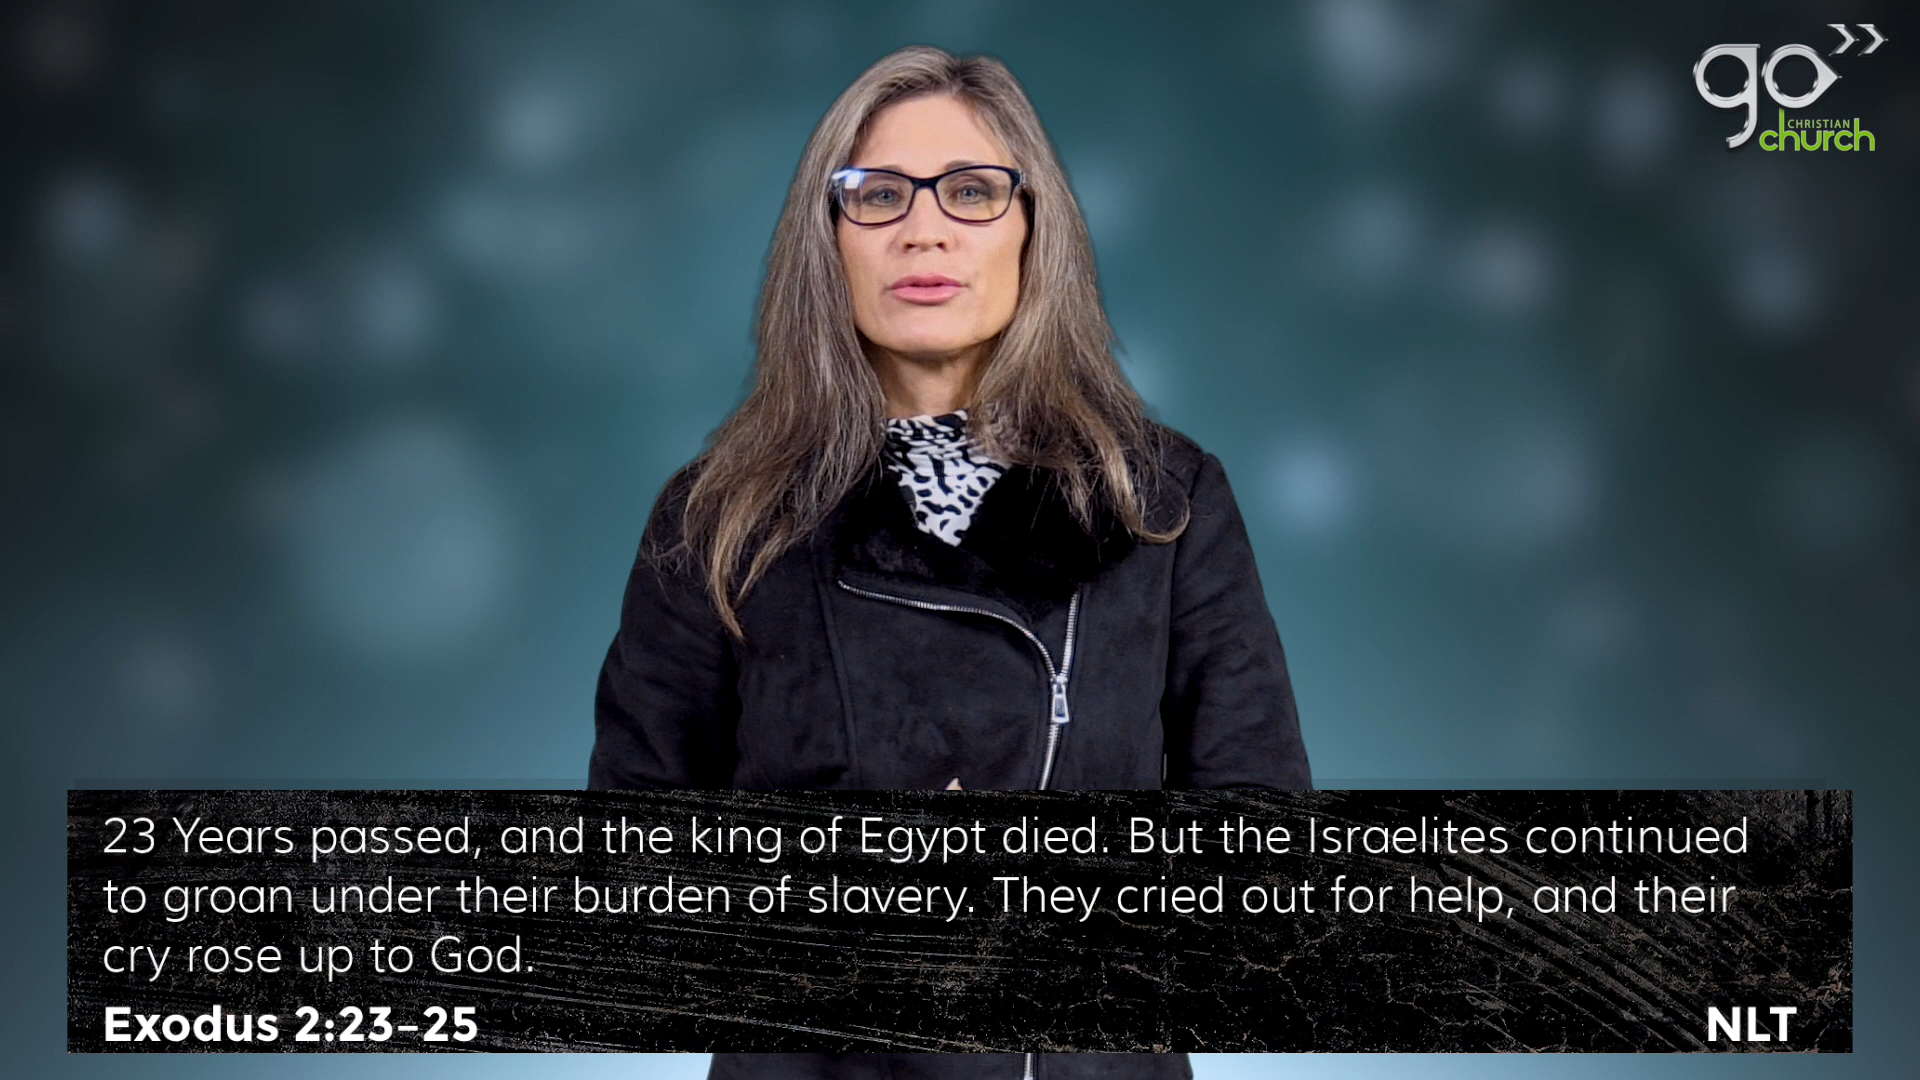 go
CHRISTIAN
church
23 Years passed, and the king of Egypt died. But the Israelites continued
to groan under their burden of slavery. They cried out for help, and their
cry rose up to God.
Exodus 2:23–25 NLT